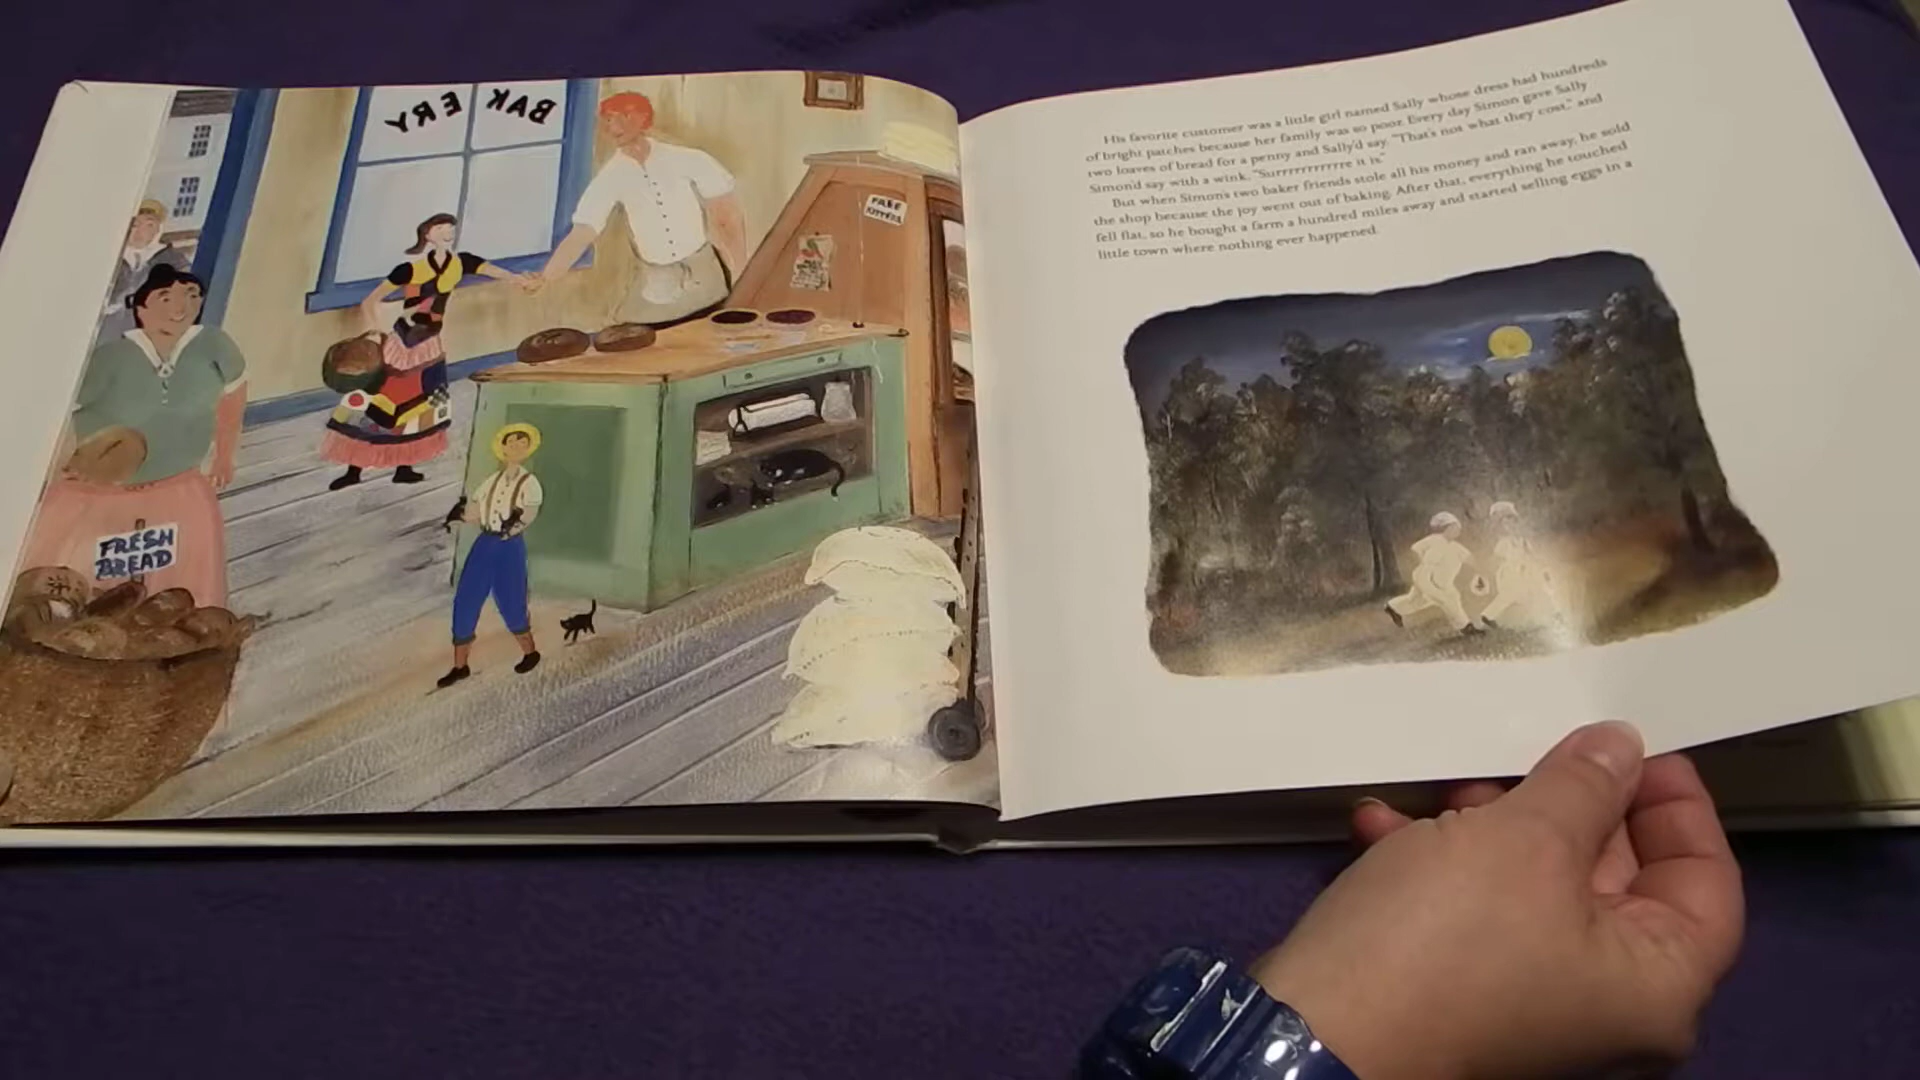 BAKERY
FREE
KITTENS
FRESH
BREAD
His favorite customer was a little girl named Sally whose dress had hundreds
of bright patches because her family was so poor. Every day Simon gave Sally
two loaves of bread for a penny and Sally'd say, "That's not what they cost," and
Simon'd say with a wink, "Surrrrrrrrrrre it is."
But when Simon's two baker friends stole all his money and ran away, he sold
the shop because the joy went out of baking. After that, everything he touched
fell flat, so he bought a farm a hundred miles away and started selling eggs in a
little town where nothing ever happened.